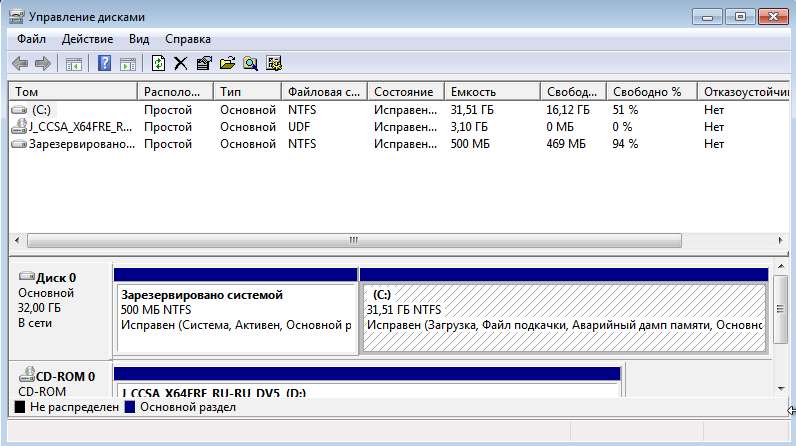 Управление дисками
Файл Действие Вид Справка
Том Располо... Тип Файловая с... Состояние Емкость Свобод... Свободно % Отказоустойчи
(C:) Простой Основной NTFS Исправен... 31,51 ГБ 16,12 ГБ 51 % Нет
J_CCSA_X64FRE_R... Простой Основной UDF Исправен... 3,10 ГБ 0 МБ 0 % Нет
Зарезервировано... Простой Основной NTFS Исправен... 500 МБ 469 МБ 94 % Нет
Диск 0
Основной
32,00 ГБ
В сети
Зарезервировано системой
500 МБ NTFS
Исправен (Система, Активен, Основной р
(C:)
31,51 ГБ NTFS
Исправен (Загрузка, Файл подкачки, Аварийный дамп памяти, Основно
CD-ROM 0
CD-ROM
J_CCSA_X64FRE_RU-RU_DV5 (D:)
Не распределен Основной раздел